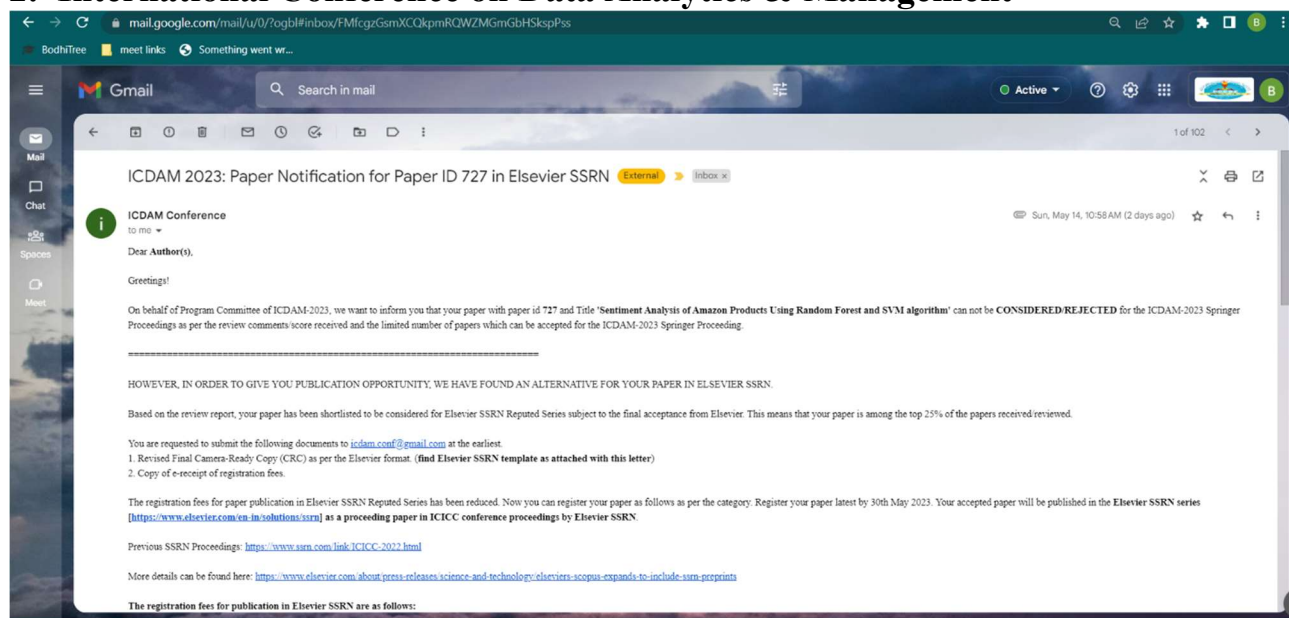 2. International Conference on Data Analytics & Management
mail.google.com/mail/u/0/?ogbl#inbox/FMfcgzGsmXCQkpmRQWZMGmGbHSkspPss
B
BodhiTree meet links Something went wr...
Gmail
Search in mail
Active
B
1 of 102
Mail
Chat
Spaces
Meet
ICDAM 2023: Paper Notification for Paper ID 727 in Elsevier SSRN External Inbox x
i
ICDAM Conference Sun, May 14, 10:58 AM (2 days ago)
to me
Dear Author(s),
Greetings!
On behalf of Program Committee of ICDAM-2023, we want to inform you that your paper with paper id 727 and Title 'Sentiment Analysis of Amazon Products Using Random Forest and SVM algorithm' can not be CONSIDERED/REJECTED for the ICDAM-2023 Springer
Proceedings as per the review comments/score received and the limited number of papers which can be accepted for the ICDAM-2023 Springer Proceeding.
===========================================================================
HOWEVER, IN ORDER TO GIVE YOU PUBLICATION OPPORTUNITY, WE HAVE FOUND AN ALTERNATIVE FOR YOUR PAPER IN ELSEVIER SSRN.
Based on the review report, your paper has been shortlisted to be considered for Elsevier SSRN Reputed Series subject to the final acceptance from Elsevier. This means that your paper is among the top 25% of the papers received/reviewed.
You are requested to submit the following documents to icdam.conf@gmail.com at the earliest.
1. Revised Final Camera-Ready Copy (CRC) as per the Elsevier format. (find Elsevier SSRN template as attached with this letter)
2. Copy of e-receipt of registration fees.
The registration fees for paper publication in Elsevier SSRN Reputed Series has been reduced. Now you can register your paper as follows as per the category. Register your paper latest by 30th May 2023. Your accepted paper will be published in the Elsevier SSRN series
[https://www.elsevier.com/en-in/solutions/ssrn] as a proceeding paper in ICICC conference proceedings by Elsevier SSRN.
Previous SSRN Proceedings: https://www.ssrn.com/link/ICICC-2022.html
More details can be found here: https://www.elsevier.com/about/press-releases/science-and-technology/elseviers-scopus-expands-to-include-ssrn-preprints
The registration fees for publication in Elsevier SSRN are as follows: